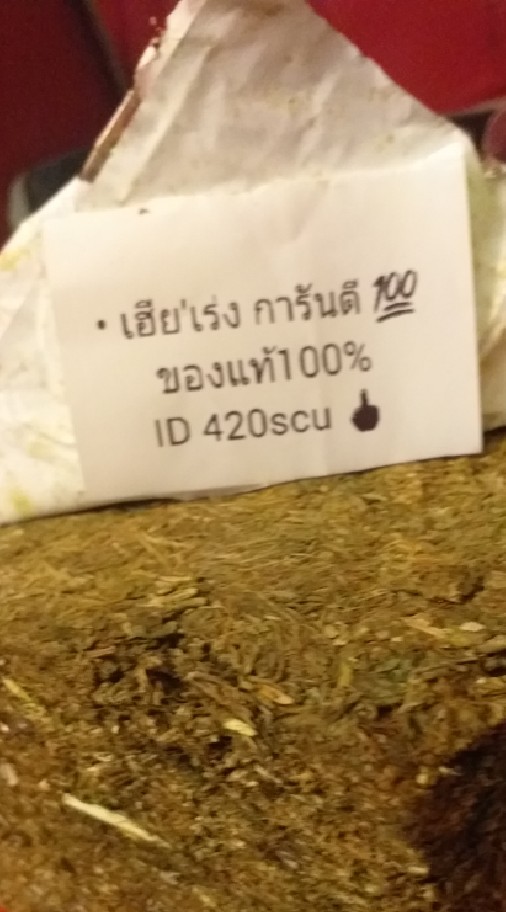 • เฮีย'เร่ง การันดี 💯
ของแท้100%
ID 420scu 🖕